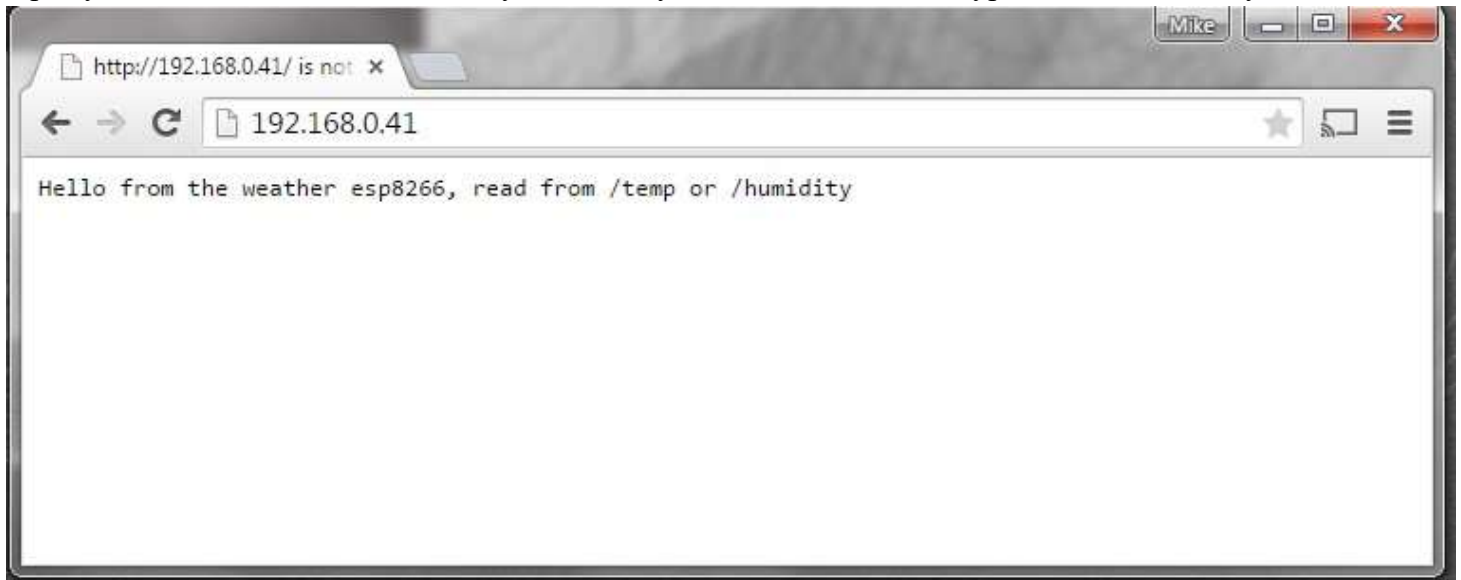 Mike
http://192.168.0.41/ is not
192.168.0.41
Hello from the weather esp8266, read from /temp or /humidity